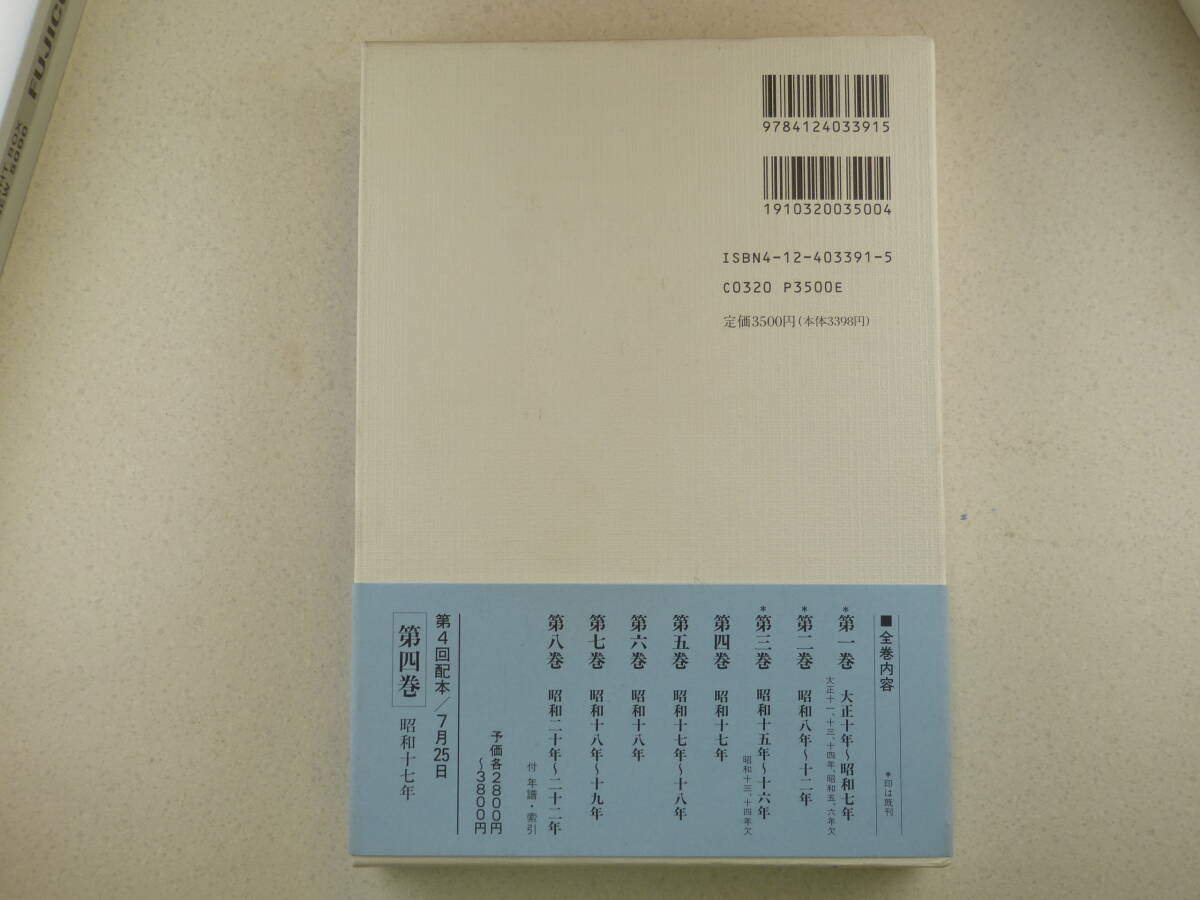 FUJICO
HT BOX
EW 5000
9784124033915
1910320035004
ISBN4-12-403391-5
C0320 P3500E
定価3500円(本体3398円)
■全巻内容
*印は既刊
*第一巻 大正十年〜昭和七年
大正十一、十三、十四年、昭和五、六年欠
*第二巻 昭和八年〜十二年
*第三巻 昭和十五年〜十六年
昭和十三、十四年欠
第四巻 昭和十七年
第五巻 昭和十七年〜十八年
第六巻 昭和十八年
第七巻 昭和十八年〜十九年
第八巻 昭和二十年〜二十二年
付 年譜・索引
予価各2800円
〜3800円
第4回配本/7月25日
第四巻 昭和十七年